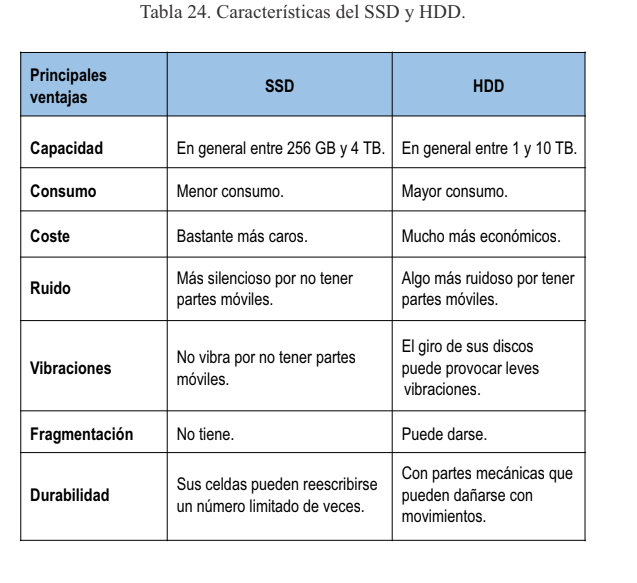 Tabla 24. Características del SSD y HDD.
Principales
ventajas
SSD
HDD
Capacidad
En general entre 256 GB y 4 TB.
En general entre 1 y 10 TB.
Consumo
Menor consumo.
Mayor consumo.
Coste
Bastante más caros.
Mucho más económicos.
Ruido
Más silencioso por no tener
partes móviles.
Algo más ruidoso por tener
partes móviles.
Vibraciones
No vibra por no tener partes
móviles.
El giro de sus discos
puede provocar leves
vibraciones.
Fragmentación
No tiene.
Puede darse.
Durabilidad
Sus celdas pueden reescribirse
un número limitado de veces.
Con partes mecánicas que
pueden dañarse con
movimientos.